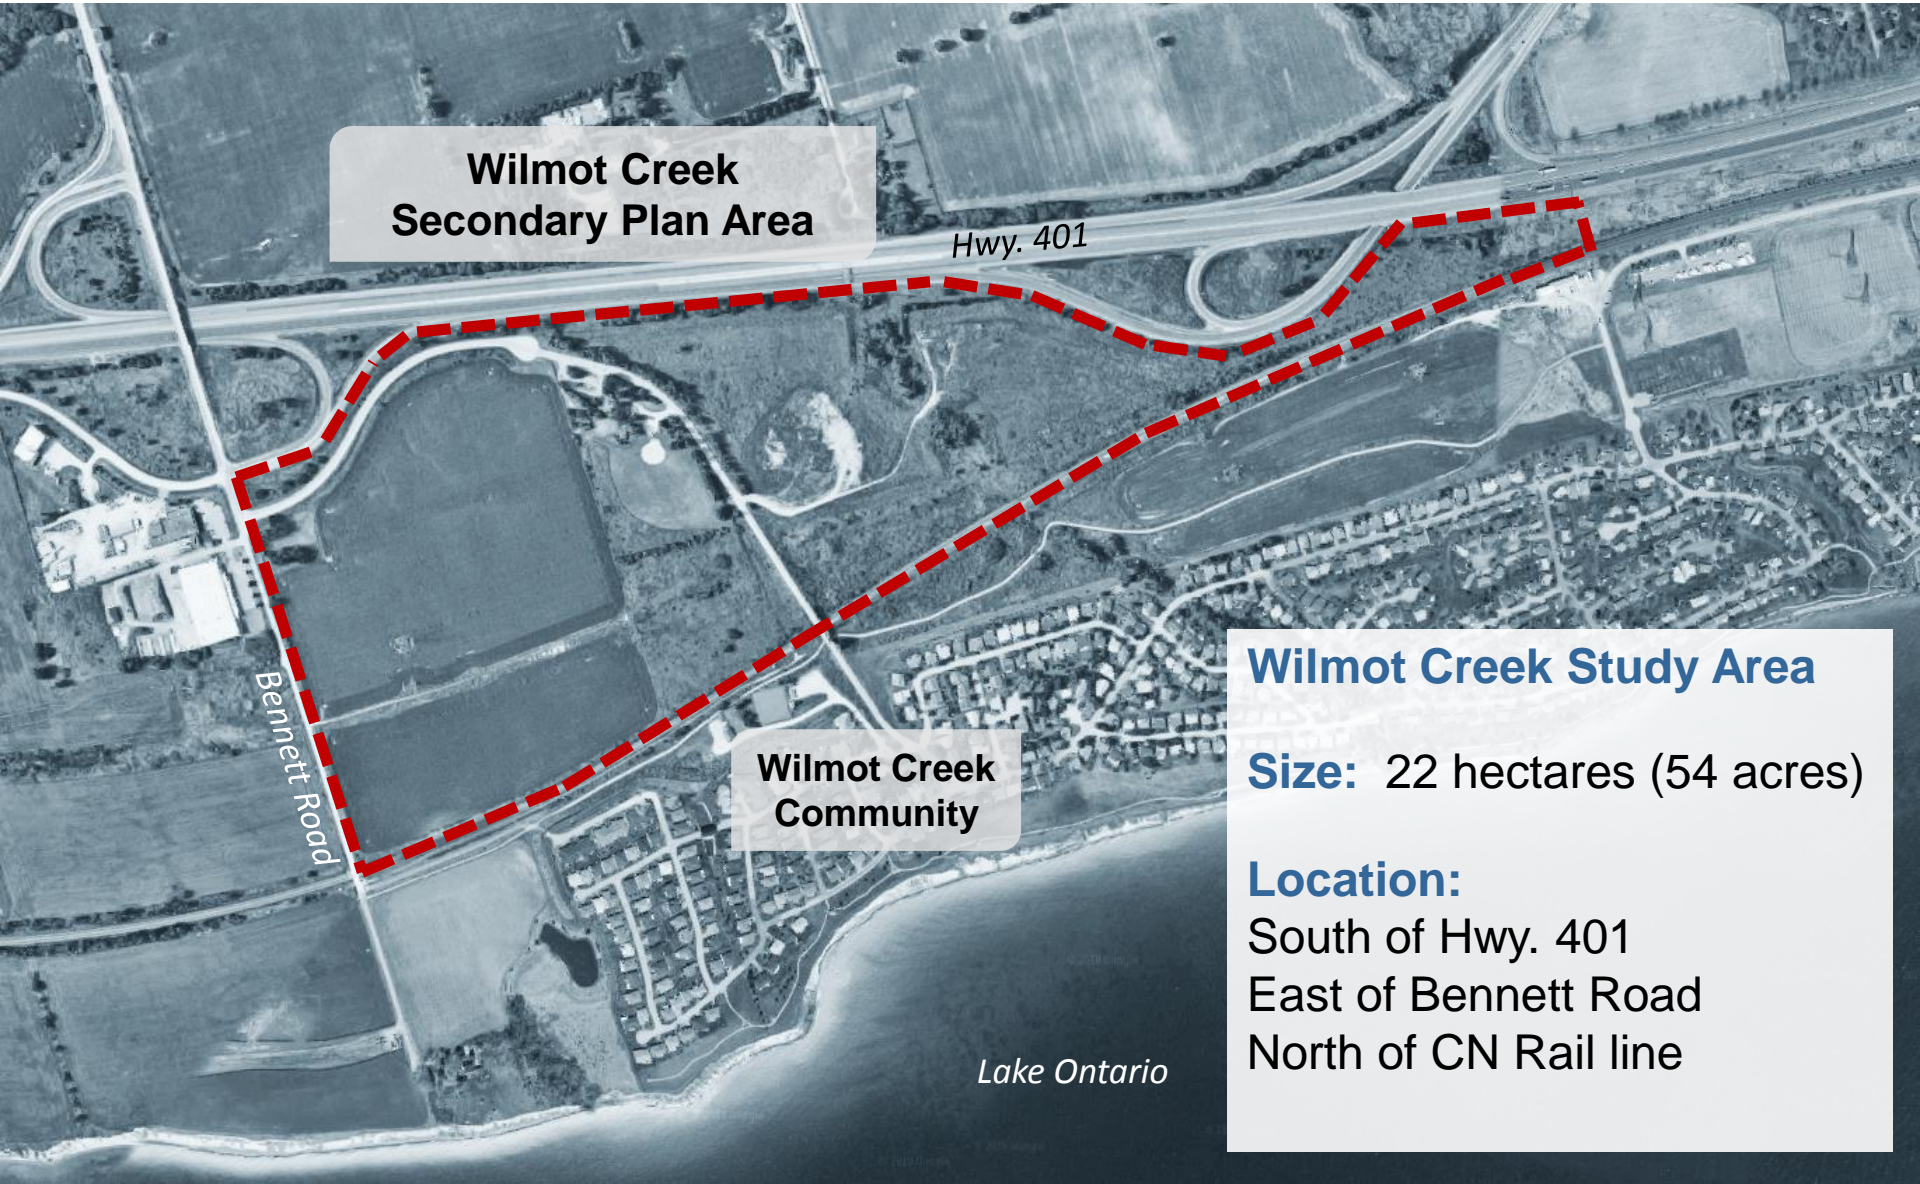 Wilmot Creek
Secondary Plan Area
Hwy. 401
Bennett Road
Wilmot Creek
Community
Lake Ontario
Wilmot Creek Study Area
Size: 22 hectares (54 acres)
Location:
South of Hwy. 401
East of Bennett Road
North of CN Rail line